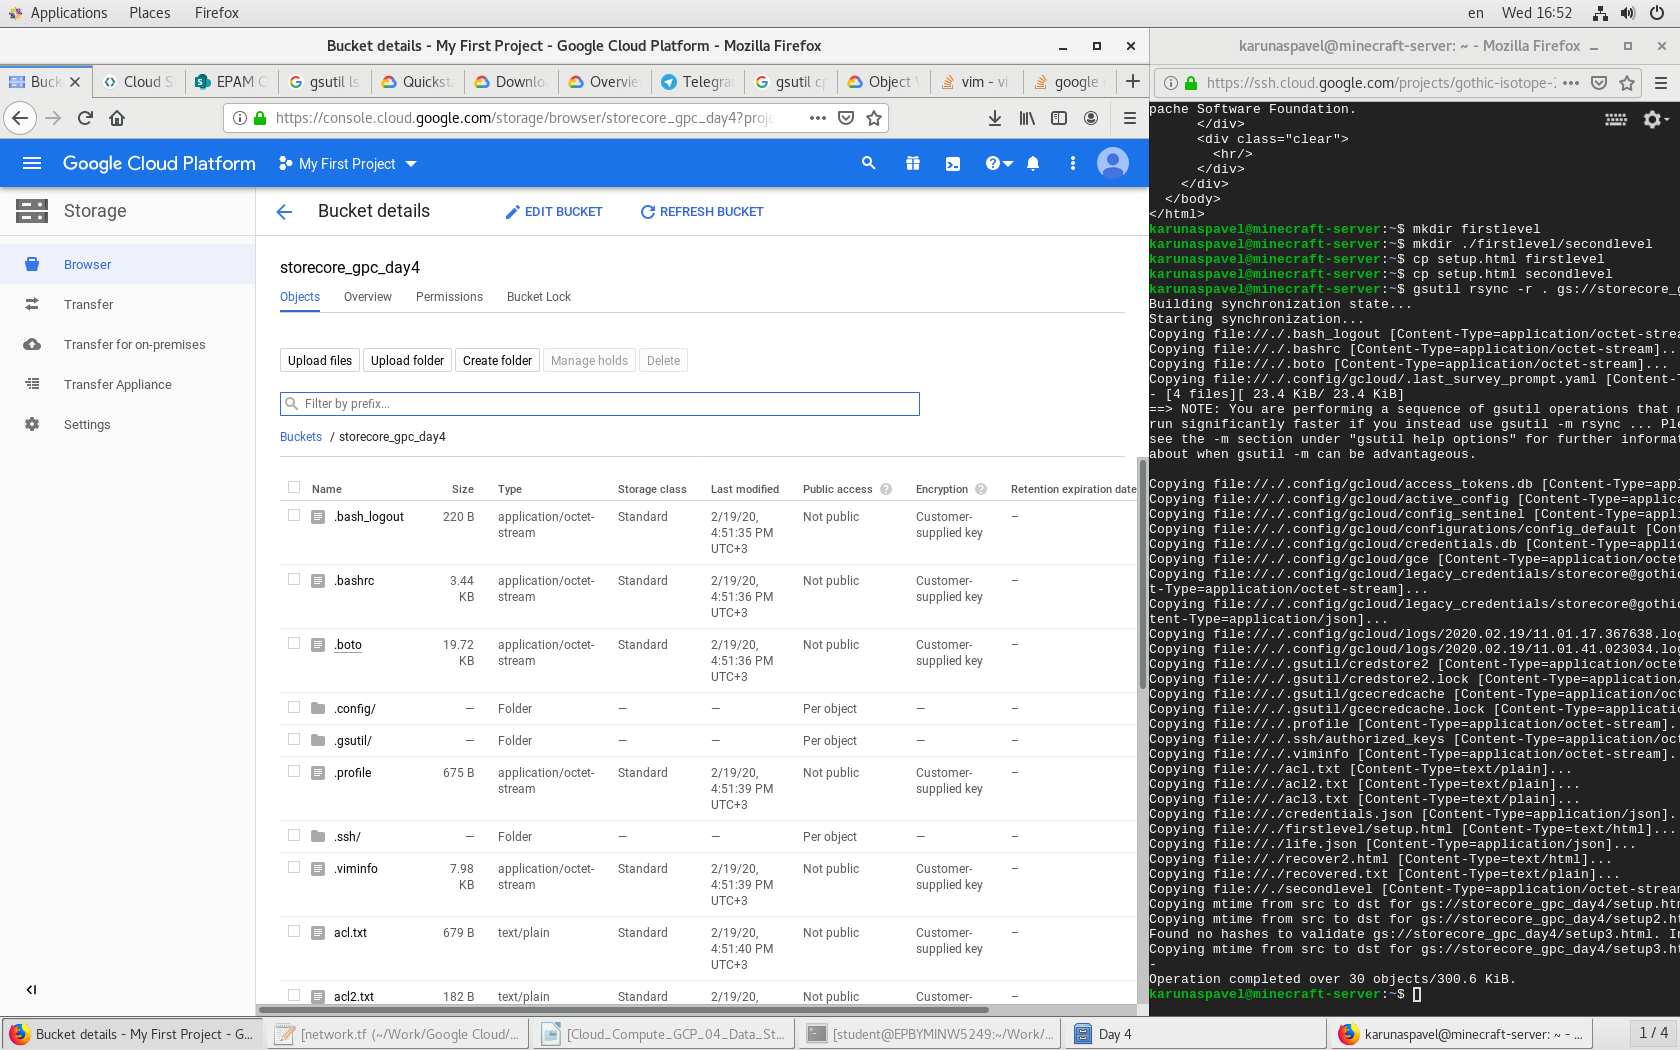 Applications Places Firefox en Wed 16:52
Bucket details - My First Project - Google Cloud Platform - Mozilla Firefox
Buck Cloud S EPAM C gsutil ls Quickst Downlo Overvie Telegra gsutil cp Object V vim - vi google
https://console.cloud.google.com/storage/browser/storecore_gpc_day4?proje
Google Cloud Platform My First Project
Storage
Browser
Transfer
Transfer for on-premises
Transfer Appliance
Settings
Bucket details EDIT BUCKET REFRESH BUCKET
storecore_gpc_day4
Objects Overview Permissions Bucket Lock
Upload files Upload folder Create folder Manage holds Delete
Filter by prefix...
Buckets / storecore_gpc_day4
Name Size Type Storage class Last modified Public access Encryption Retention expiration date
.bash_logout 220 B application/octet-stream Standard 2/19/20, 4:51:35 PM UTC+3 Not public Customer-supplied key –
.bashrc 3.44 KB application/octet-stream Standard 2/19/20, 4:51:36 PM UTC+3 Not public Customer-supplied key –
.boto 19.72 KB application/octet-stream Standard 2/19/20, 4:51:36 PM UTC+3 Not public Customer-supplied key –
.config/ — Folder — — Per object — –
.gsutil/ — Folder — — Per object — –
.profile 675 B application/octet-stream Standard 2/19/20, 4:51:39 PM UTC+3 Not public Customer-supplied key –
.ssh/ — Folder — — Per object — –
.viminfo 7.98 KB application/octet-stream Standard 2/19/20, 4:51:39 PM UTC+3 Not public Customer-supplied key –
acl.txt 679 B text/plain Standard 2/19/20, 4:51:40 PM UTC+3 Not public Customer-supplied key –
acl2.txt 182 B text/plain Standard 2/19/20, Not public Customer- –
karunaspavel@minecraft-server: ~ - Mozilla Firefox
https://ssh.cloud.google.com/projects/gothic-isotope-
pache Software Foundation.
</div>
<div class="clear">
<hr/>
</div>
</div>
</body>
</html>
karunaspavel@minecraft-server:~$ mkdir firstlevel
karunaspavel@minecraft-server:~$ mkdir ./firstlevel/secondlevel
karunaspavel@minecraft-server:~$ cp setup.html firstlevel
karunaspavel@minecraft-server:~$ cp setup.html secondlevel
karunaspavel@minecraft-server:~$ gsutil rsync -r . gs://storecore_g
Building synchronization state...
Starting synchronization...
Copying file://./.bash_logout [Content-Type=application/octet-strea
Copying file://./.bashrc [Content-Type=application/octet-stream]...
Copying file://./.boto [Content-Type=application/octet-stream]...
Copying file://./.config/gcloud/.last_survey_prompt.yaml [Content-T
- [4 files][ 23.4 KiB/ 23.4 KiB]
==> NOTE: You are performing a sequence of gsutil operations that m
run significantly faster if you instead use gsutil -m rsync ... Ple
see the -m section under "gsutil help options" for further informat
about when gsutil -m can be advantageous.
Copying file://./.config/gcloud/access_tokens.db [Content-Type=appl
Copying file://./.config/gcloud/active_config [Content-Type=applica
Copying file://./.config/gcloud/config_sentinel [Content-Type=appli
Copying file://./.config/gcloud/configurations/config_default [Cont
Copying file://./.config/gcloud/credentials.db [Content-Type=applic
Copying file://./.config/gcloud/gce [Content-Type=application/octet
Copying file://./.config/gcloud/legacy_credentials/storecore@gothic
t-Type=application/octet-stream]...
Copying file://./.config/gcloud/legacy_credentials/storecore@gothic
tent-Type=application/json]...
Copying file://./.config/gcloud/logs/2020.02.19/11.01.17.367638.log
Copying file://./.config/gcloud/logs/2020.02.19/11.01.41.023034.log
Copying file://./.gsutil/credstore2 [Content-Type=application/octet
Copying file://./.gsutil/credstore2.lock [Content-Type=application/
Copying file://./.gsutil/gcecredcache [Content-Type=application/oct
Copying file://./.gsutil/gcecredcache.lock [Content-Type=applicatio
Copying file://./.profile [Content-Type=application/octet-stream].
Copying file://./.ssh/authorized_keys [Content-Type=application/oct
Copying file://./.viminfo [Content-Type=application/octet-stream].
Copying file://./acl.txt [Content-Type=text/plain]...
Copying file://./acl2.txt [Content-Type=text/plain]...
Copying file://./acl3.txt [Content-Type=text/plain]...
Copying file://./credentials.json [Content-Type=application/json].
Copying file://./firstlevel/setup.html [Content-Type=text/html]...
Copying file://./life.json [Content-Type=application/json]...
Copying file://./recover2.html [Content-Type=text/html]...
Copying file://./recovered.txt [Content-Type=text/plain]...
Copying file://./secondlevel [Content-Type=application/octet-stream
Copying mtime from src to dst for gs://storecore_gpc_day4/setup.htm
Copying mtime from src to dst for gs://storecore_gpc_day4/setup2.ht
Found no hashes to validate gs://storecore_gpc_day4/setup3.html. In
Copying mtime from src to dst for gs://storecore_gpc_day4/setup3.ht
-
Operation completed over 30 objects/300.6 KiB.
karunaspavel@minecraft-server:~$
Bucket details - My First Project - G... [network.tf (~/Work/Google Cloud/... [Cloud_Compute_GCP_04_Data_St... [student@EPBYMINW5249:~/Work/... Day 4 karunaspavel@minecraft-server: ~ - ... 1 / 4